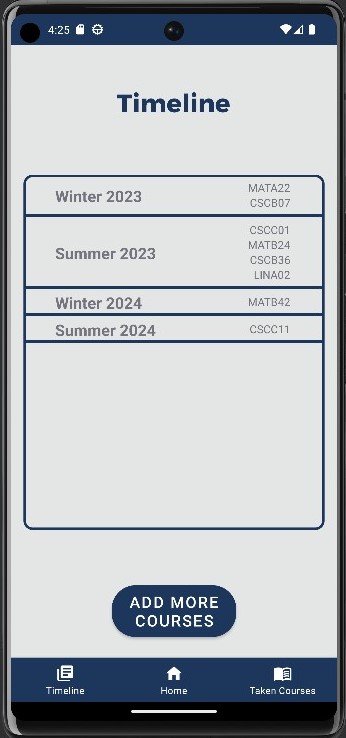 4:25
Timeline
Winter 2023
MATA22
CSCB07
Summer 2023
CSCC01
MATB24
CSCB36
LINA02
Winter 2024
MATB42
Summer 2024
CSCC11
ADD MORE
COURSES
Timeline
Home
Taken Courses